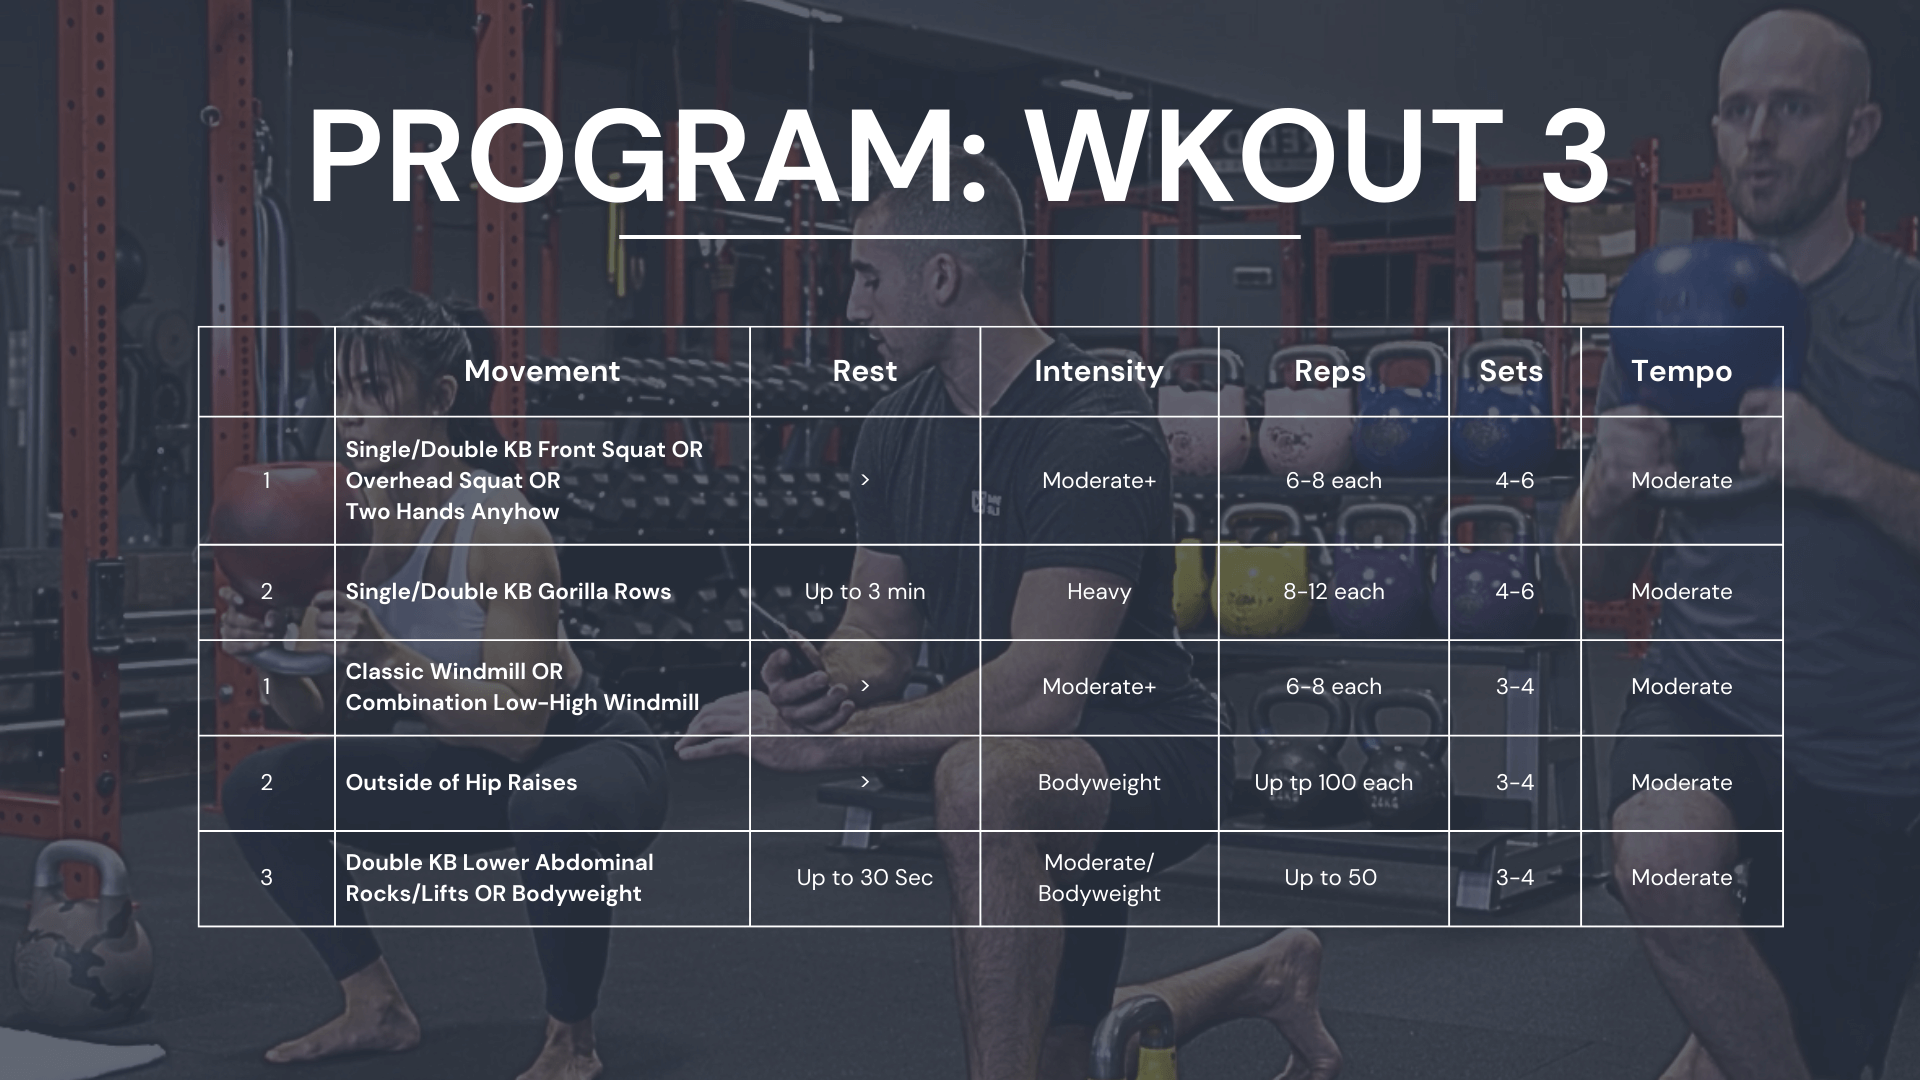 PROGRAM: WKOUT 3
Movement Rest Intensity Reps Sets Tempo
1 Single/Double KB Front Squat OR
Overhead Squat OR
Two Hands Anyhow
> Moderate+ 6-8 each 4-6 Moderate
2 Single/Double KB Gorilla Rows Up to 3 min Heavy 8-12 each 4-6 Moderate
1 Classic Windmill OR
Combination Low-High Windmill
> Moderate+ 6-8 each 3-4 Moderate
2 Outside of Hip Raises > Bodyweight Up tp 100 each 3-4 Moderate
3 Double KB Lower Abdominal
Rocks/Lifts OR Bodyweight
Up to 30 Sec Moderate/
Bodyweight
Up to 50 3-4 Moderate
24KG